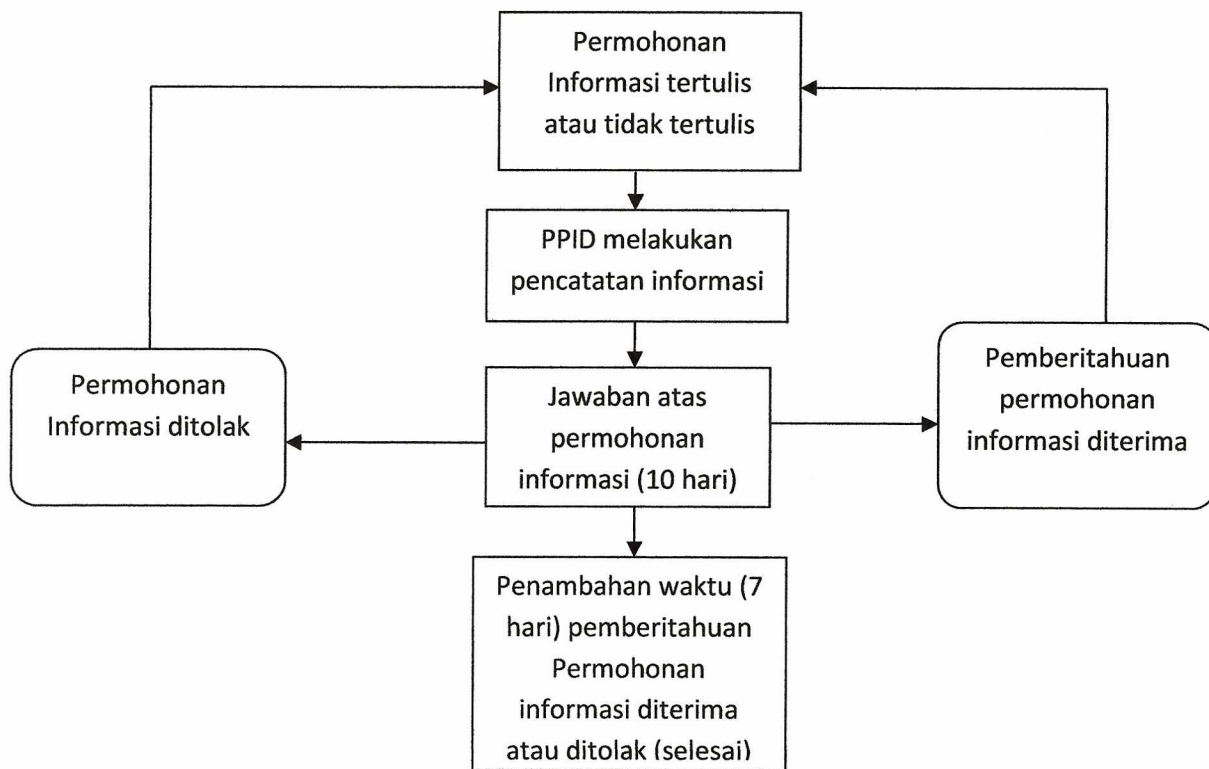 Permohonan
Informasi tertulis
atau tidak tertulis
PPID melakukan
pencatatan informasi
Permohonan
Informasi ditolak
Jawaban atas
permohonan
informasi (10 hari)
Pemberitahuan
permohonan
informasi diterima
Penambahan waktu (7
hari) pemberitahuan
Permohonan
informasi diterima
atau ditolak (selesai)